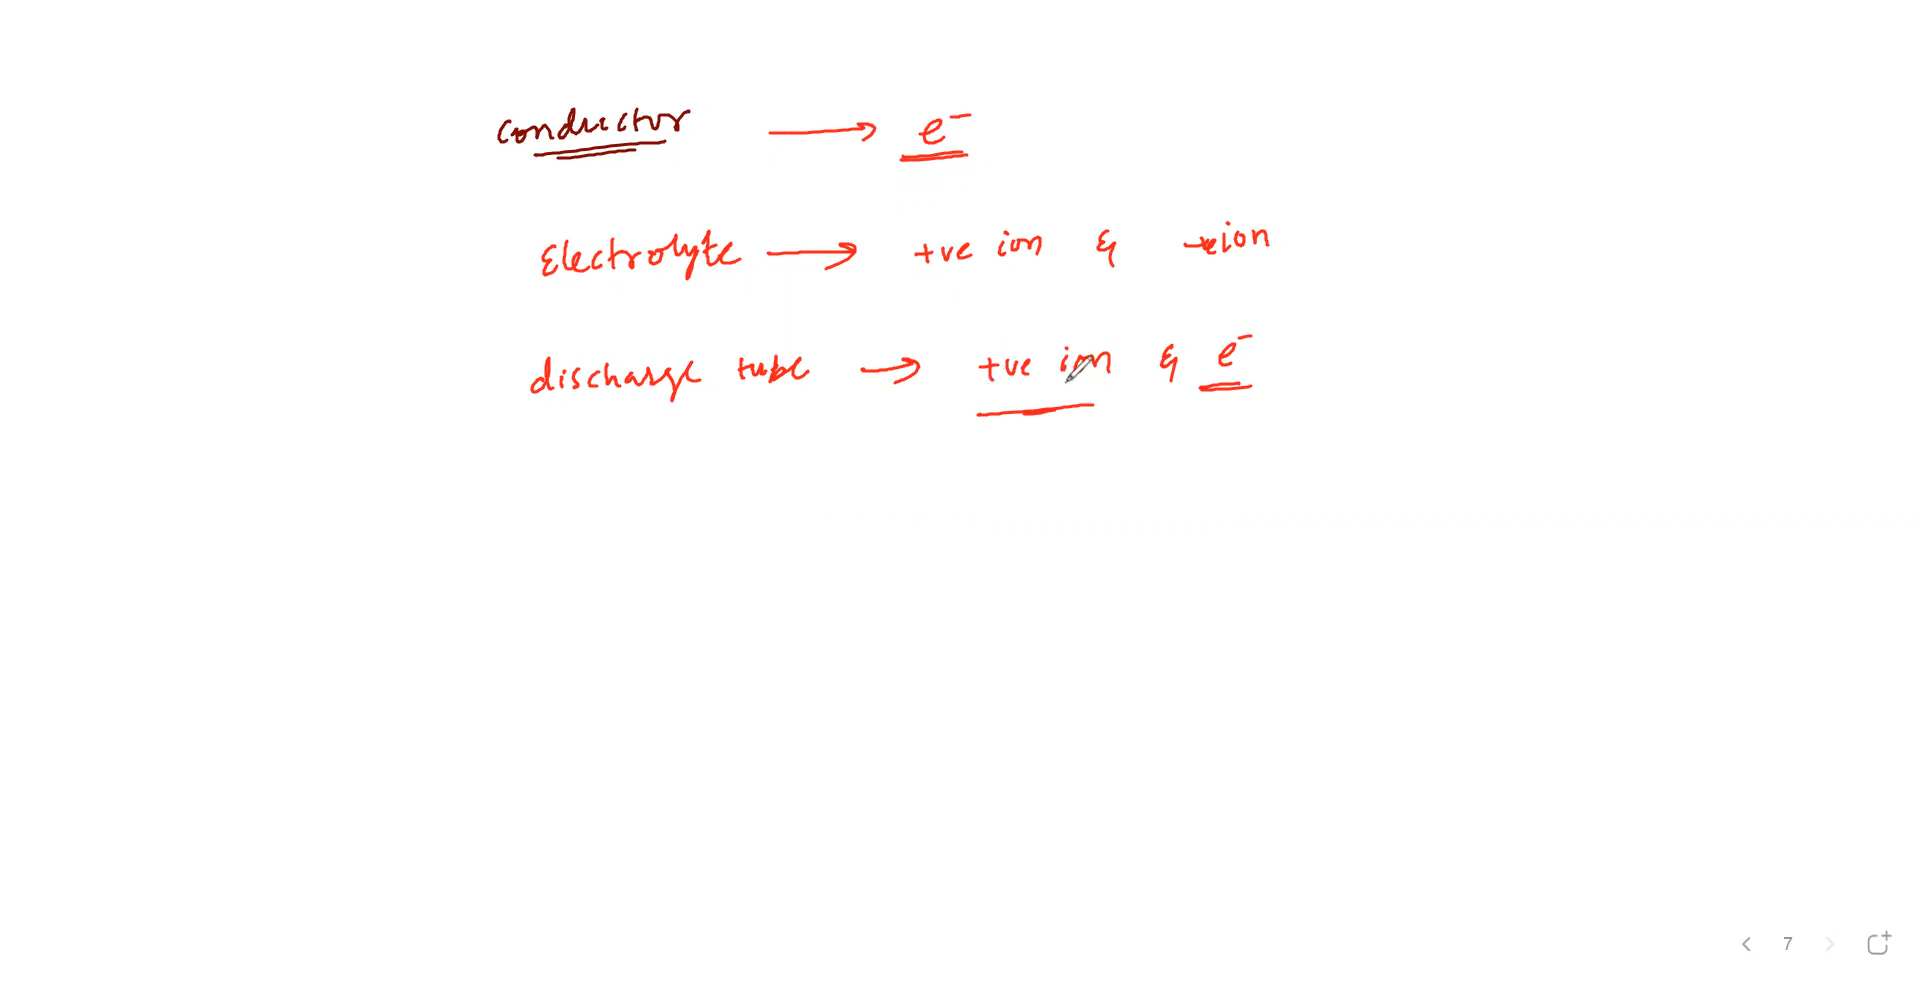 conductor → e⁻
Electrolyte → +ve ion & -ve ion
discharge tube → +ve ion & e⁻
7